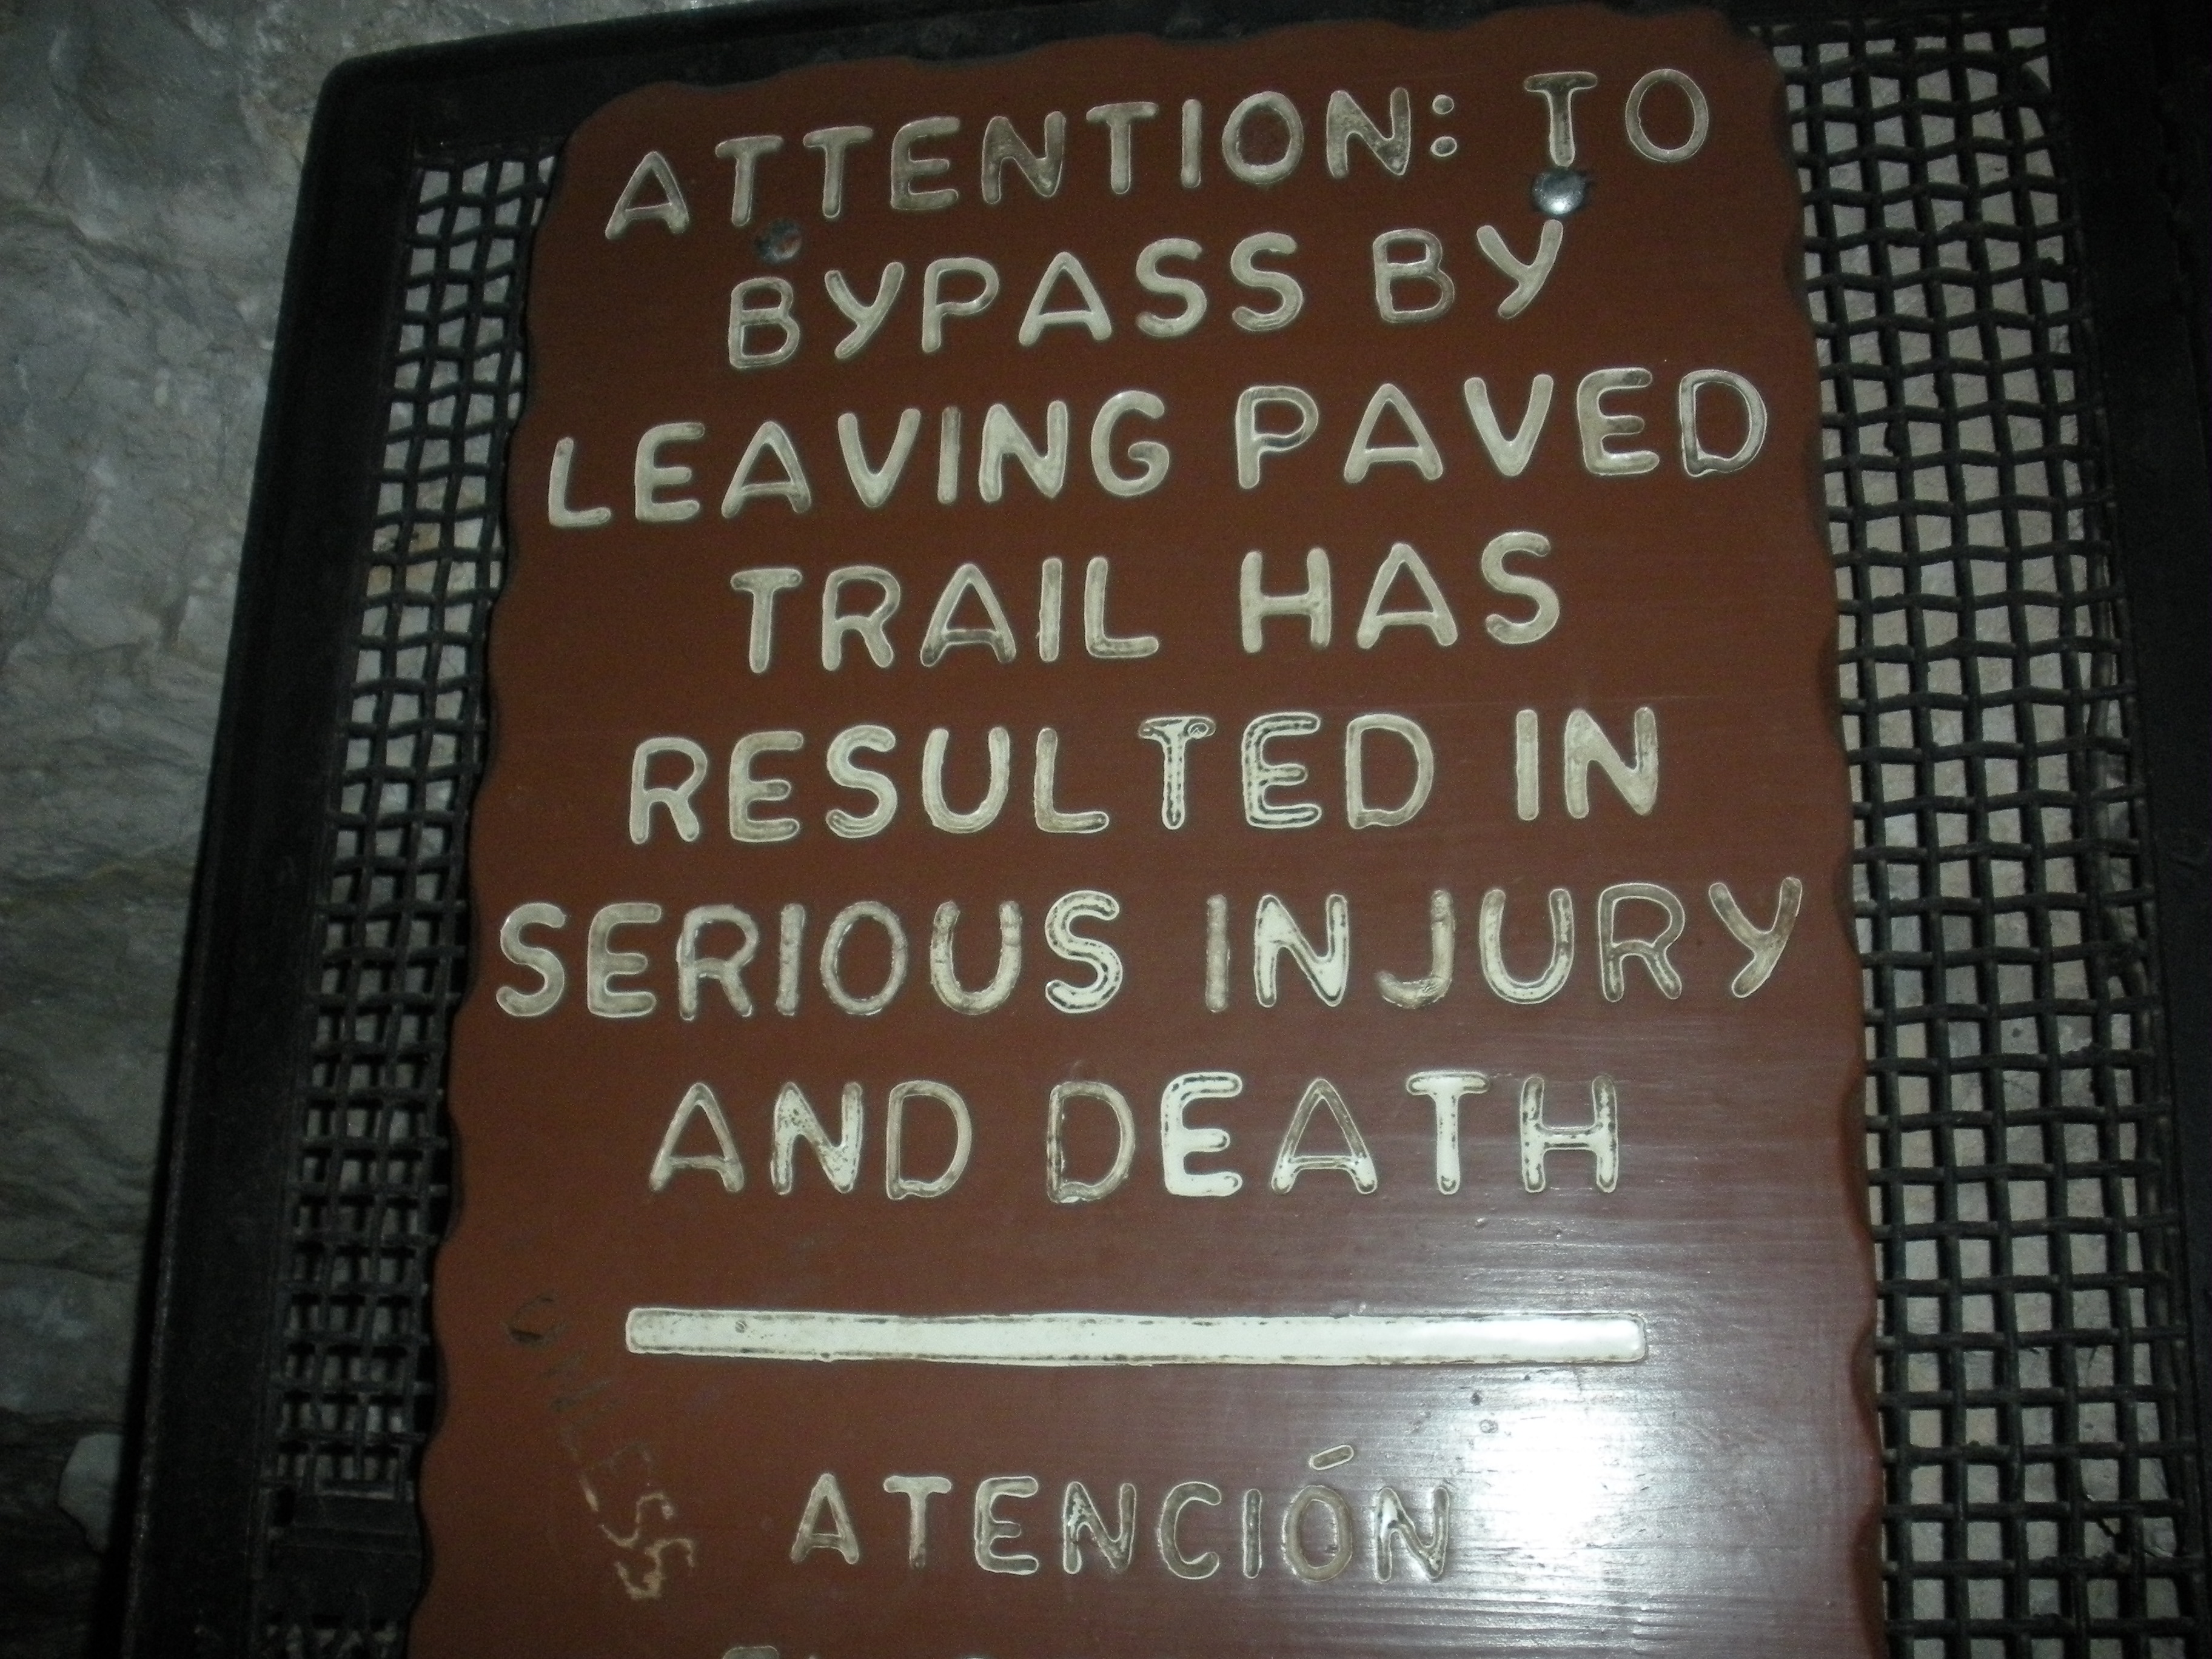 ATTENTION: TO
BYPASS BY
LEAVING PAVED
TRAIL HAS
RESULTED IN
SERIOUS INJURY
AND DEATH
ATENCIÓN